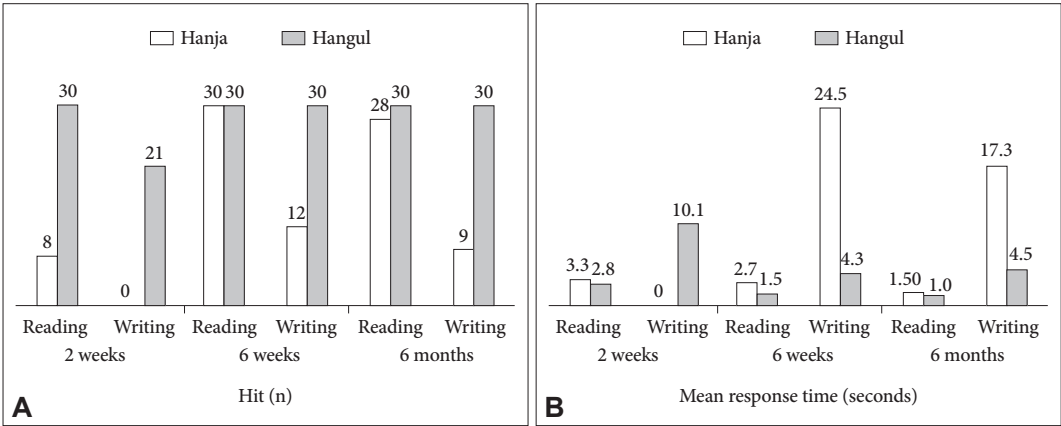 Hanja Hangul
30 30 30 30 28 30 30
21
8 12 9
0
Reading Writing Reading Writing Reading Writing
2 weeks 6 weeks 6 months
Hit (n)
A
Hanja Hangul
24.5
17.3
10.1
3.3 2.8 0 2.7 1.5 4.3 1.50 1.0 4.5
Reading Writing Reading Writing Reading Writing
2 weeks 6 weeks 6 months
Mean response time (seconds)
B